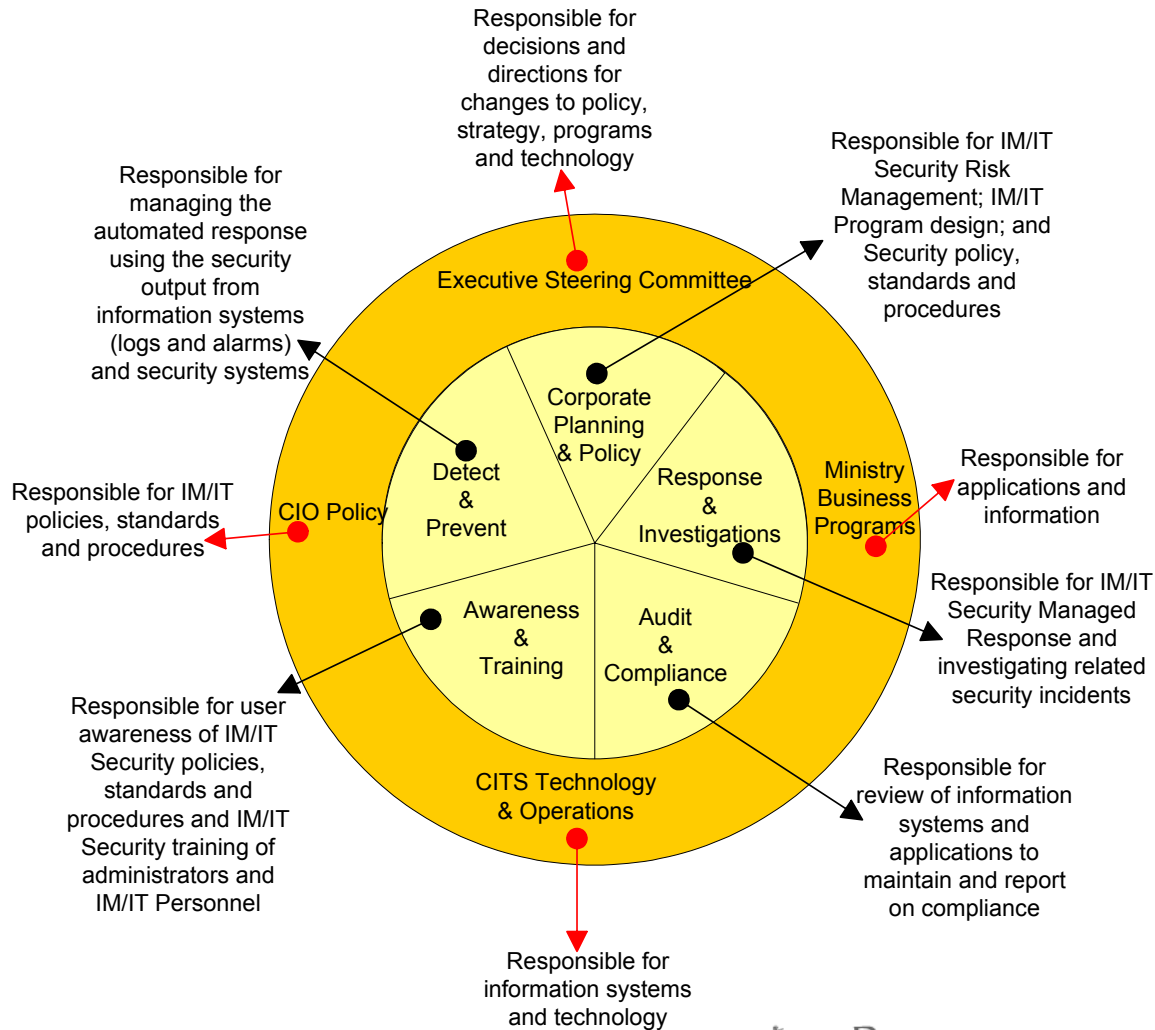 Responsible for
decisions and
directions for
changes to policy,
strategy, programs
and technology
Responsible for IM/IT
Security Risk
Management; IM/IT
Program design; and
Security policy,
standards and
procedures
Responsible for
managing the
automated response
using the security
output from
information systems
(logs and alarms)
and security systems
Executive Steering Committee
Corporate
Planning
& Policy
Detect
&
Prevent
Response
&
Investigations
Ministry
Business
Programs
Responsible for
applications and
information
Responsible for IM/IT
policies, standards
and procedures
CIO Policy
Awareness
&
Training
Audit
&
Compliance
Responsible for IM/IT
Security Managed
Response and
investigating related
security incidents
Responsible for user
awareness of IM/IT
Security policies,
standards and
procedures and IM/IT
Security training of
administrators and
IM/IT Personnel
CITS Technology
& Operations
Responsible for
review of information
systems and
applications to
maintain and report
on compliance
Responsible for
information systems
and technology